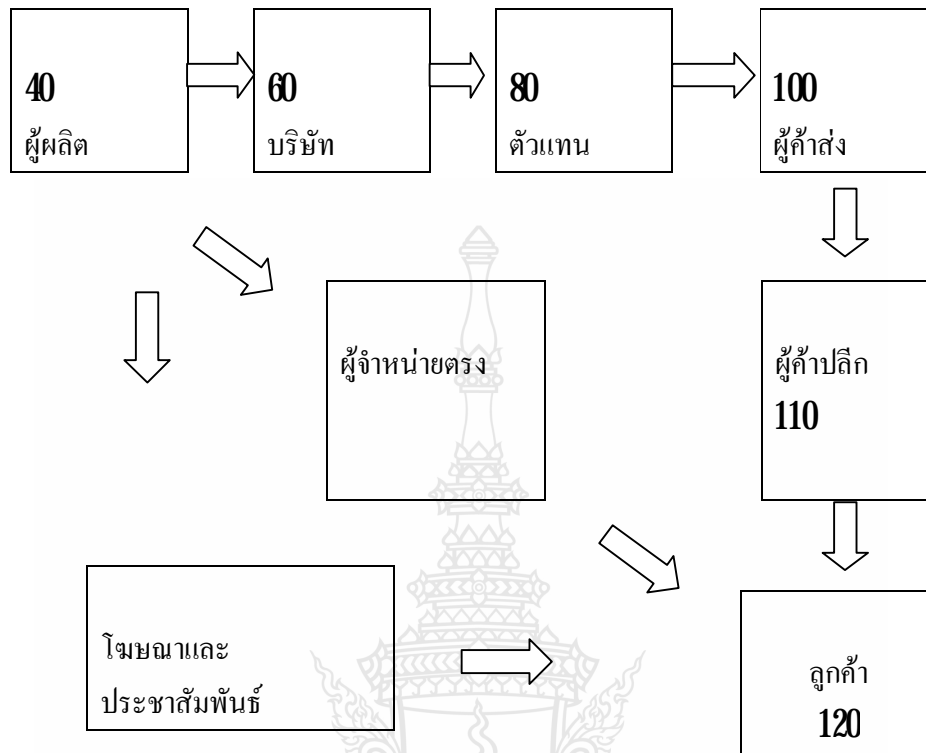 40
ผู้ผลิต
60
บริษัท
80
ตัวแทน
100
ผู้ค้าส่ง
ผู้จำหน่ายตรง
ผู้ค้าปลีก
110
โฆษณาและ
ประชาสัมพันธ์
ลูกค้า
120